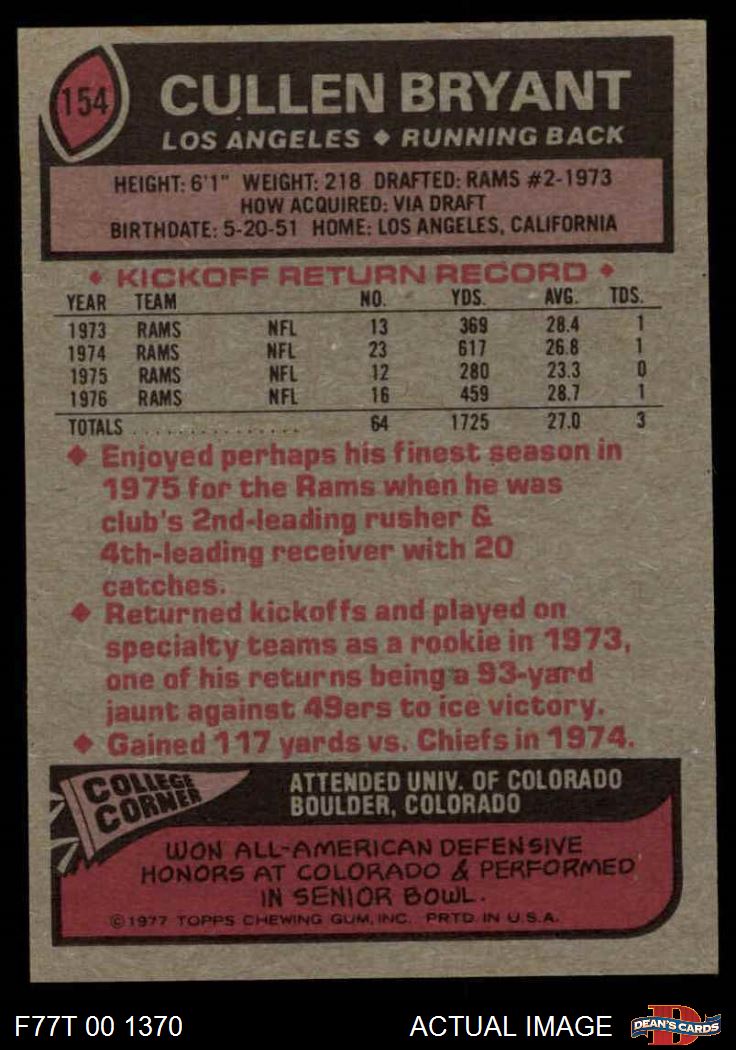 154
CULLEN BRYANT
LOS ANGELES ♦ RUNNING BACK
HEIGHT: 6'1" WEIGHT: 218 DRAFTED: RAMS #2-1973
HOW ACQUIRED: VIA DRAFT
BIRTHDATE: 5-20-51 HOME: LOS ANGELES, CALIFORNIA
♦ KICKOFF RETURN RECORD ♦
YEAR TEAM NO. YDS. AVG. TDS.
1973 RAMS NFL 13 369 28.4 1
1974 RAMS NFL 23 617 26.8 1
1975 RAMS NFL 12 280 23.3 0
1976 RAMS NFL 16 459 28.7 1
TOTALS . . . . . . . . . . . . . . . 64 1725 27.0 3
♦ Enjoyed perhaps his finest season in
1975 for the Rams when he was
club's 2nd-leading rusher &
4th-leading receiver with 20
catches.
♦ Returned kickoffs and played on
specialty teams as a rookie in 1973,
one of his returns being a 93-yard
jaunt against 49ers to ice victory.
♦ Gained 117 yards vs. Chiefs in 1974.
COLLEGE
CORNER
ATTENDED UNIV. OF COLORADO
BOULDER, COLORADO
WON ALL-AMERICAN DEFENSIVE
HONORS AT COLORADO & PERFORMED
IN SENIOR BOWL.
©1977 TOPPS CHEWING GUM, INC. PRTD. IN U.S.A.
F77T 00 1370
ACTUAL IMAGE
DEAN'S CARDS